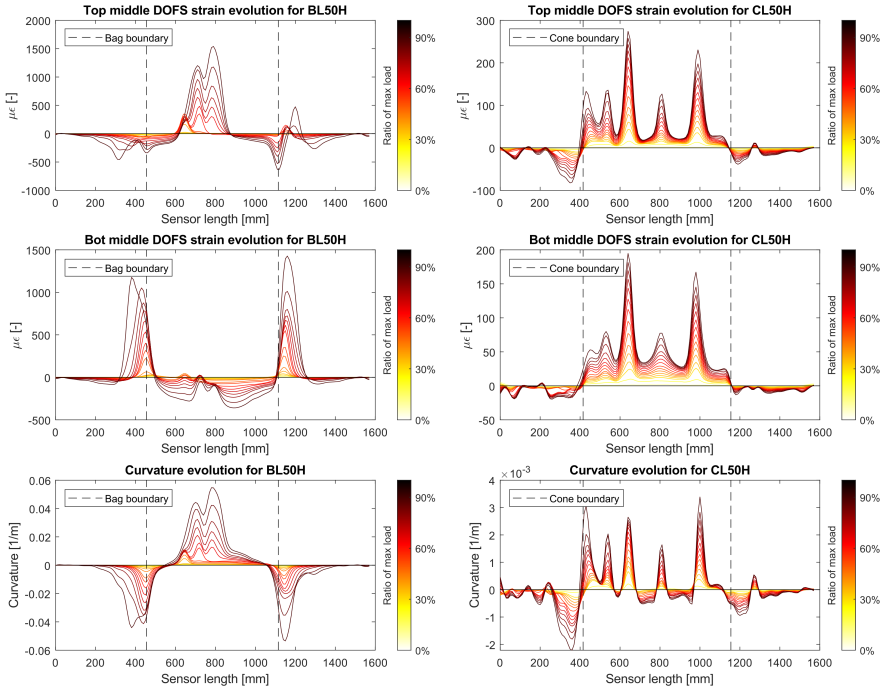 Top middle DOFS strain evolution for BL50H
2000
1500
1000
500
0
-500
-1000
με [-]
Bag boundary
0 200 400 600 800 1000 1200 1400 1600
Sensor length [mm]
90%
60%
30%
0%
Ratio of max load
Top middle DOFS strain evolution for CL50H
300
200
100
0
-100
με [-]
Cone boundary
0 200 400 600 800 1000 1200 1400 1600
Sensor length [mm]
90%
60%
30%
0%
Ratio of max load
Bot middle DOFS strain evolution for BL50H
1500
1000
500
0
-500
με [-]
Bag boundary
0 200 400 600 800 1000 1200 1400 1600
Sensor length [mm]
90%
60%
30%
0%
Ratio of max load
Bot middle DOFS strain evolution for CL50H
200
150
100
50
0
-50
με [-]
Cone boundary
0 200 400 600 800 1000 1200 1400 1600
Sensor length [mm]
90%
60%
30%
0%
Ratio of max load
Curvature evolution for BL50H
0.06
0.04
0.02
0
-0.02
-0.04
-0.06
Curvature [1/m]
Bag boundary
0 200 400 600 800 1000 1200 1400 1600
Sensor length [mm]
90%
60%
30%
0%
Ratio of max load
Curvature evolution for CL50H
× 10⁻³
4
3
2
1
0
-1
-2
Curvature [1/m]
Cone boundary
0 200 400 600 800 1000 1200 1400 1600
Sensor length [mm]
90%
60%
30%
0%
Ratio of max load